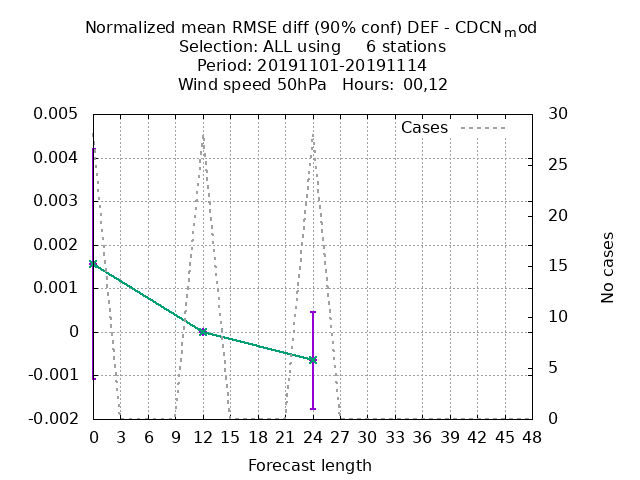 Normalized mean RMSE diff (90% conf) DEF - CDCNmod
Selection: ALL using 6 stations
Period: 20191101-20191114
Wind speed 50hPa Hours: 00,12
Cases
0.005
0.004
0.003
0.002
0.001
0
-0.001
-0.002
30
25
20
15
10
5
0
No cases
0 3 6 9 12 15 18 21 24 27 30 33 36 39 42 45 48
Forecast length